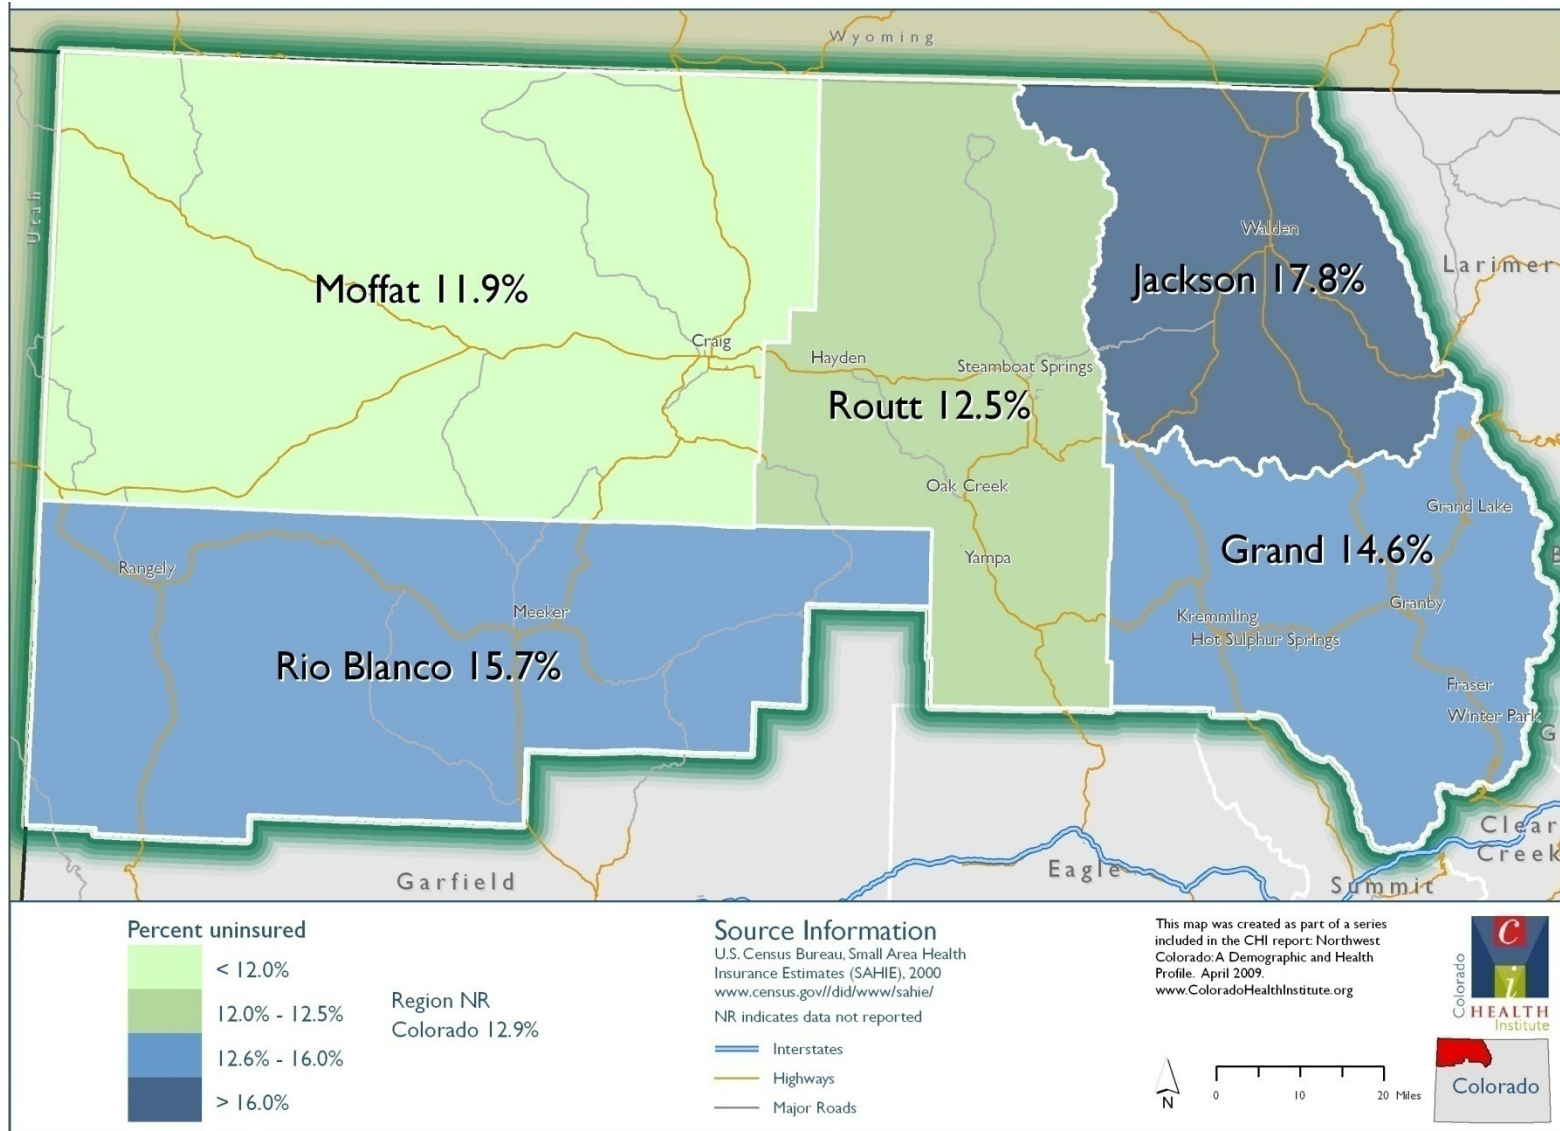 Wyoming
Utah
Walden
Larimer
Moffat 11.9%
Jackson 17.8%
Craig
Hayden
Steamboat Springs
Routt 12.5%
Oak Creek
Grand Lake
Yampa
Grand 14.6%
Rangely
Meeker
Granby
Kremmling
Hot Sulphur Springs
Rio Blanco 15.7%
Fraser
Winter Park
G
Clear
Creek
Eagle
Garfield
Summit
Percent uninsured
< 12.0%
12.0% - 12.5%
12.6% - 16.0%
> 16.0%
Region NR
Colorado 12.9%
Source Information
U.S. Census Bureau, Small Area Health
Insurance Estimates (SAHIE), 2000
www.census.gov//did/www/sahie/
NR indicates data not reported
Interstates
Highways
Major Roads
This map was created as part of a series
included in the CHI report: Northwest
Colorado: A Demographic and Health
Profile. April 2009.
www.ColoradoHealthInstitute.org
N
0 10 20 Miles
Colorado
c
i
HEALTH
Institute
Colorado